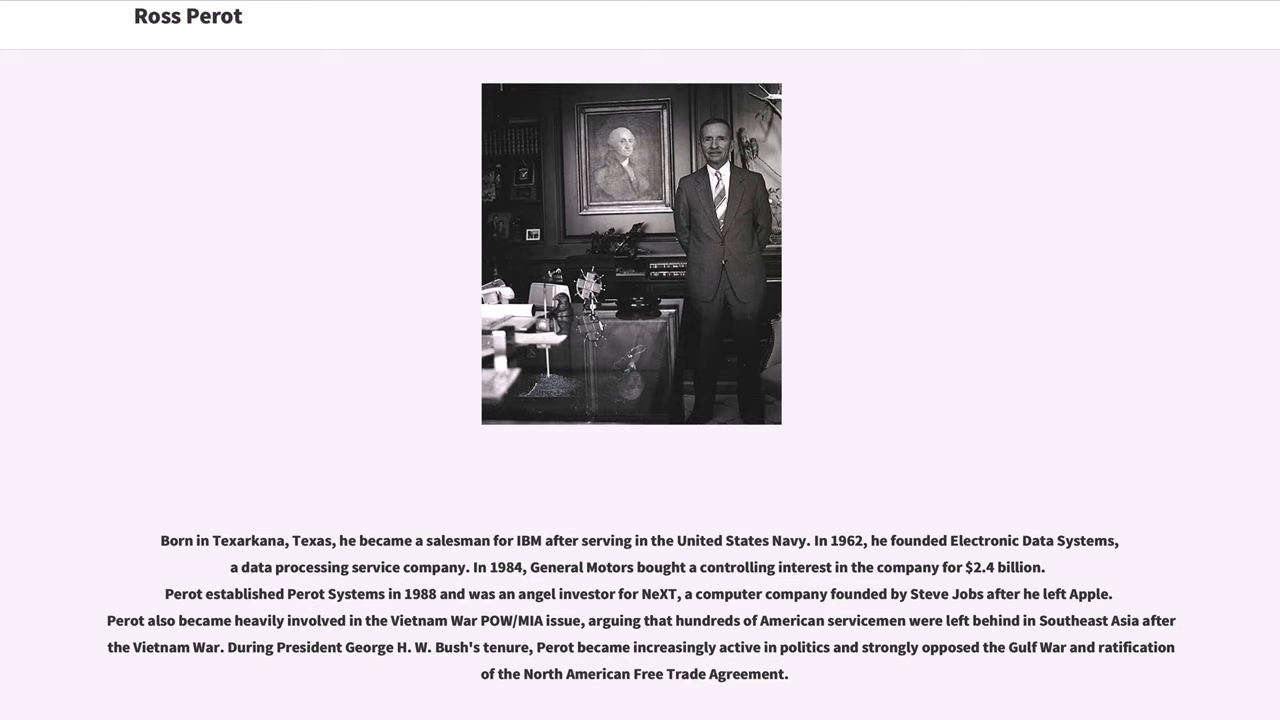 Ross Perot
Born in Texarkana, Texas, he became a salesman for IBM after serving in the United States Navy. In 1962, he founded Electronic Data Systems,
a data processing service company. In 1984, General Motors bought a controlling interest in the company for $2.4 billion.
Perot established Perot Systems in 1988 and was an angel investor for NeXT, a computer company founded by Steve Jobs after he left Apple.
Perot also became heavily involved in the Vietnam War POW/MIA issue, arguing that hundreds of American servicemen were left behind in Southeast Asia after
the Vietnam War. During President George H. W. Bush's tenure, Perot became increasingly active in politics and strongly opposed the Gulf War and ratification
of the North American Free Trade Agreement.